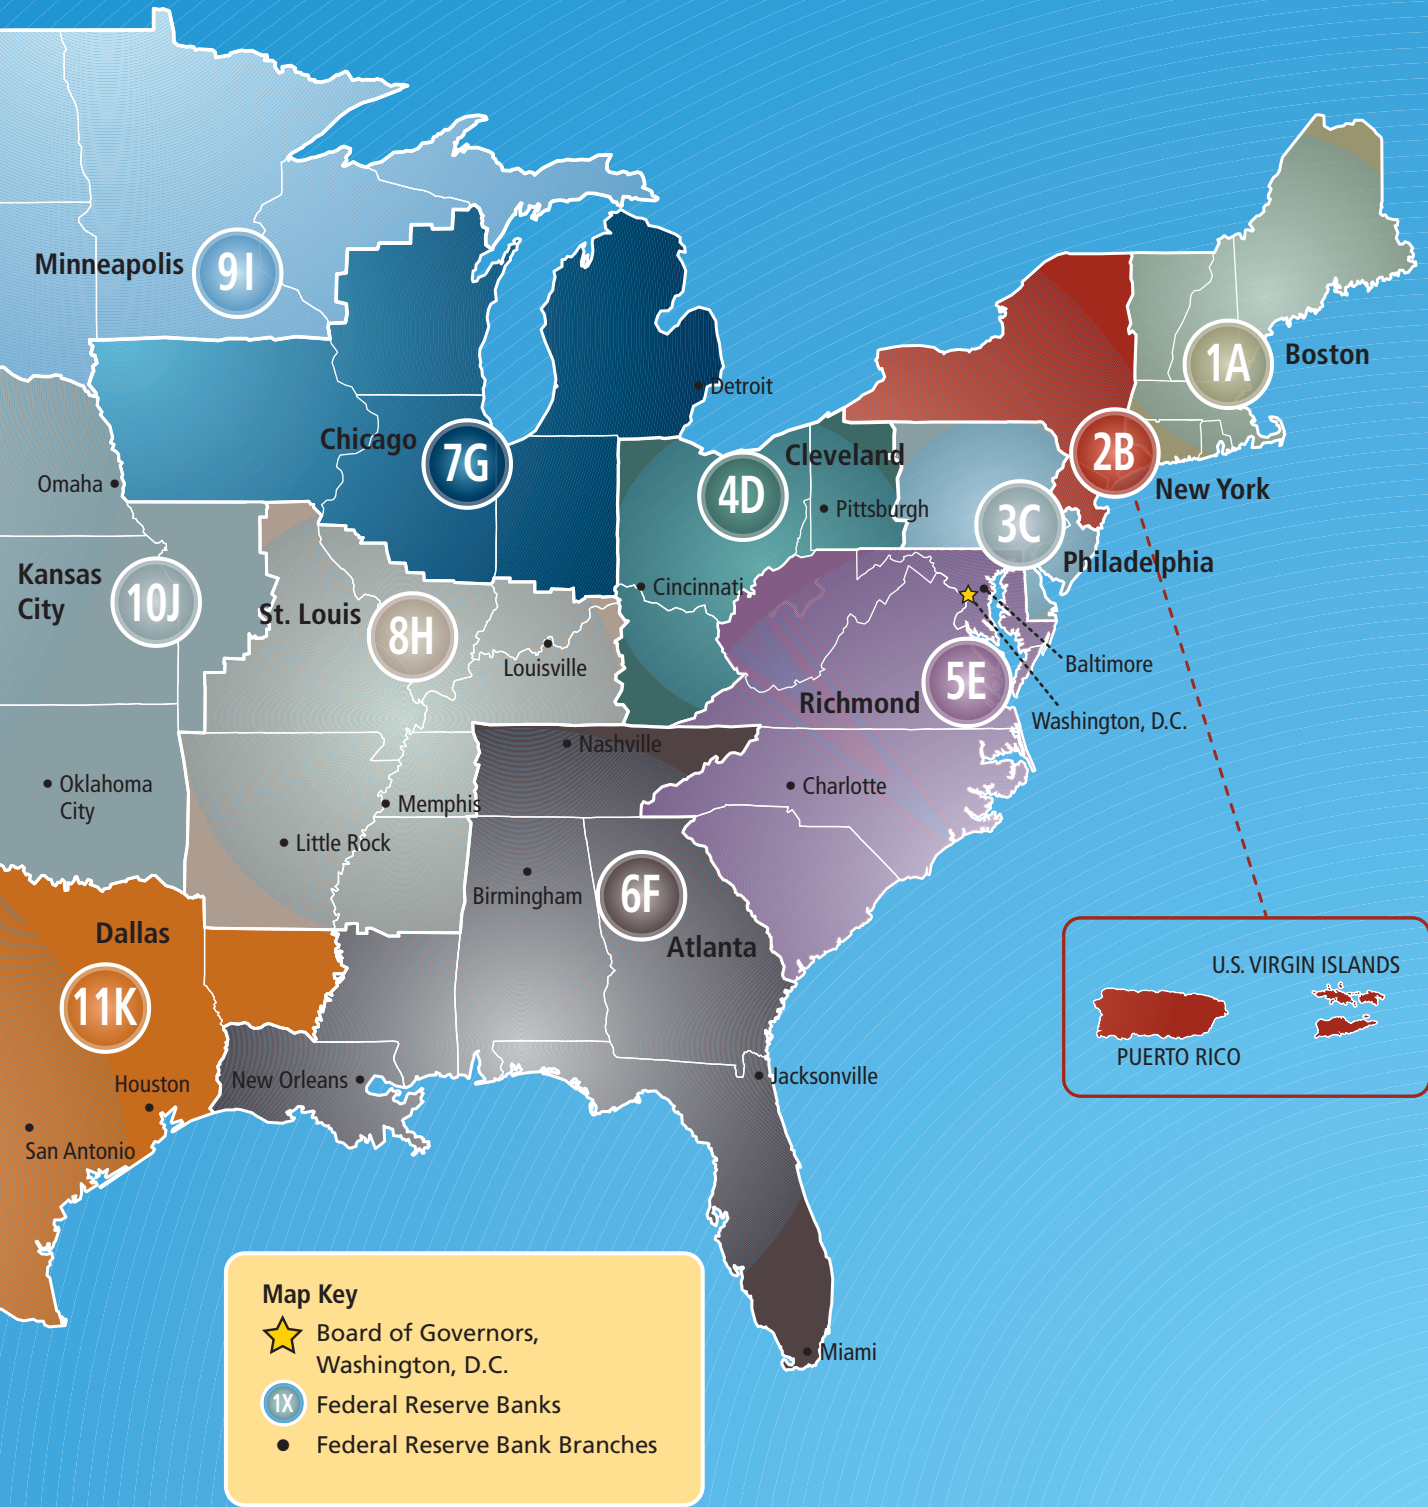 Minneapolis
9I
1A
Boston
Detroit
Chicago
7G
Cleveland
2B
New York
Omaha
4D
Pittsburgh
3C
Philadelphia
Kansas
City
10J
Cincinnati
St. Louis
8H
Louisville
Baltimore
5E
Richmond
Washington, D.C.
Nashville
Oklahoma
City
Charlotte
Memphis
Little Rock
Birmingham
6F
Dallas
Atlanta
11K
U.S. VIRGIN ISLANDS
PUERTO RICO
Houston
New Orleans
Jacksonville
San Antonio
Map Key
Board of Governors,
Washington, D.C.
1X
Federal Reserve Banks
Federal Reserve Bank Branches
Miami